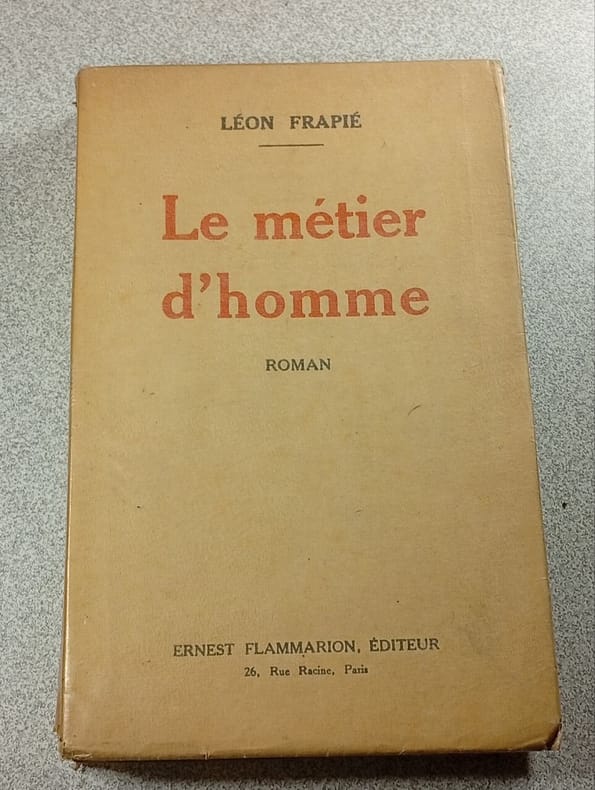 LÉON FRAPIÉ
Le métier
d'homme
ROMAN
ERNEST FLAMMARION, ÉDITEUR
26, Rue Racine, Paris